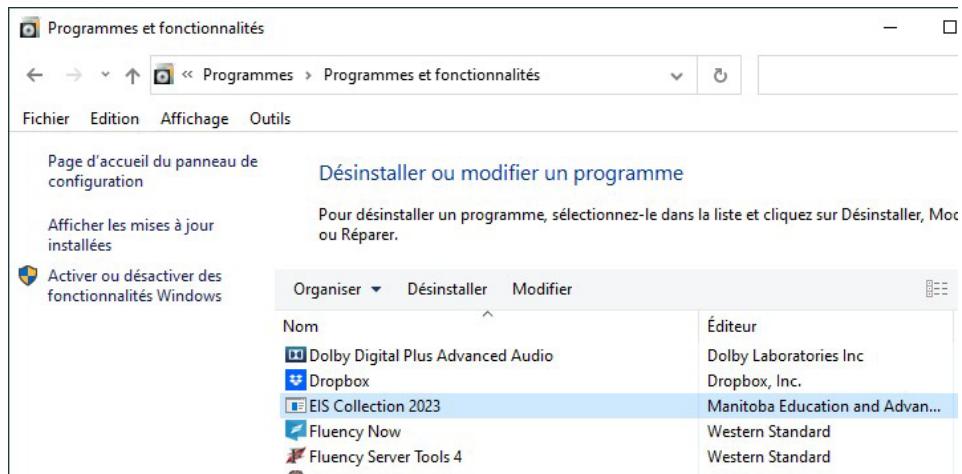 Programmes et fonctionnalités
« Programmes › Programmes et fonctionnalités
Fichier Edition Affichage Outils
Page d'accueil du panneau de
configuration
Afficher les mises à jour
installées
Activer ou désactiver des
fonctionnalités Windows
Désinstaller ou modifier un programme
Pour désinstaller un programme, sélectionnez-le dans la liste et cliquez sur Désinstaller, Moc
ou Réparer.
Organiser Désinstaller Modifier
Nom Éditeur
Dolby Digital Plus Advanced Audio Dolby Laboratories Inc
Dropbox Dropbox, Inc.
EIS Collection 2023 Manitoba Education and Advan...
Fluency Now Western Standard
Fluency Server Tools 4 Western Standard